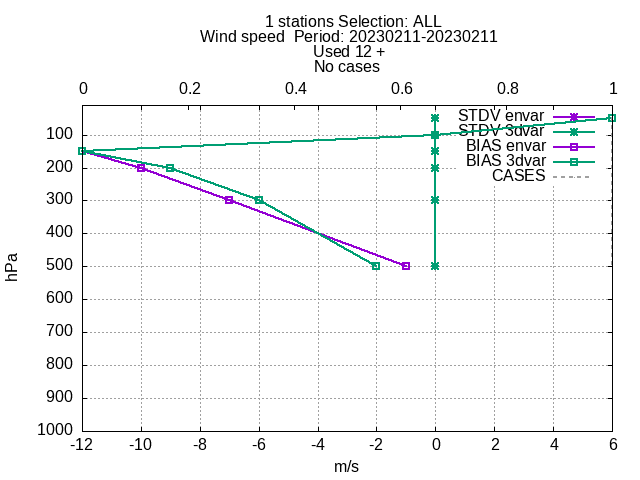 1 stations Selection: ALL
Wind speed  Period: 20230211-20230211
Used 12 +
No cases
0 0.2 0.4 0.6 0.8 1
STDV envar
STDV 3dvar
BIAS envar
BIAS 3dvar
CASES
100
200
300
400
500
600
700
800
900
1000
hPa
-12 -10 -8 -6 -4 -2 0 2 4 6
m/s